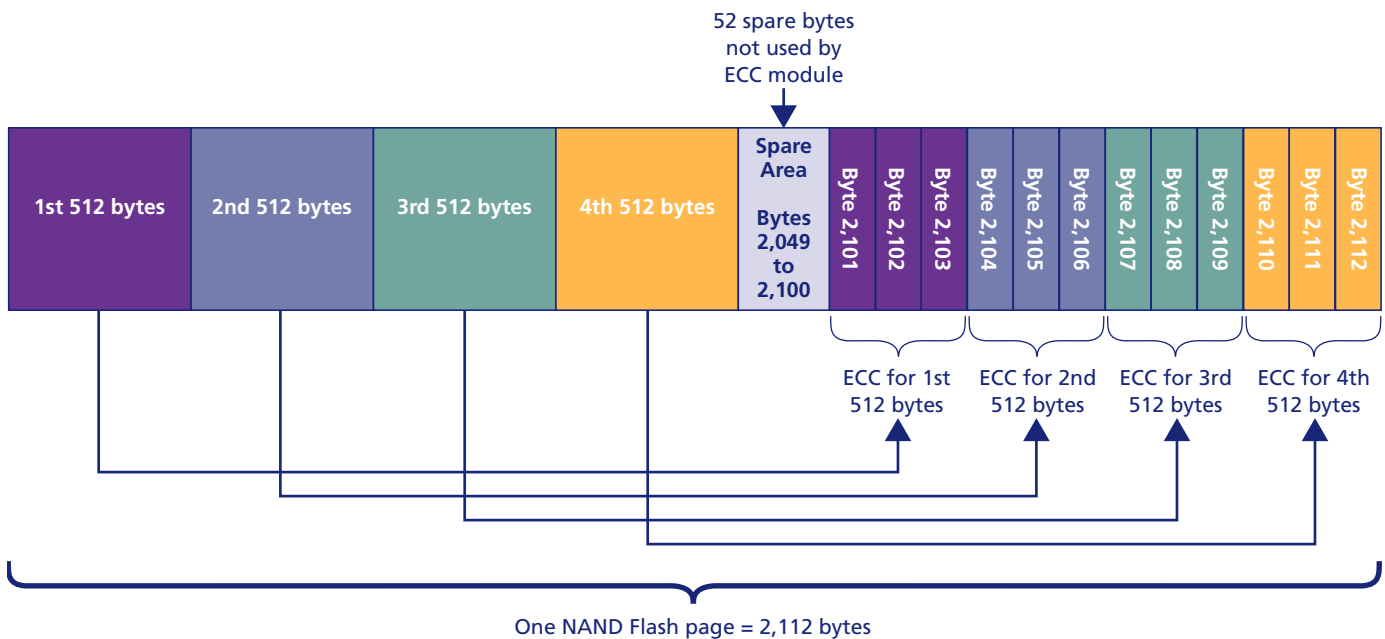 52 spare bytes
not used by
ECC module
1st 512 bytes
2nd 512 bytes
3rd 512 bytes
4th 512 bytes
Spare
Area
Bytes
2,049
to
2,100
Byte 2,101
Byte 2,102
Byte 2,103
Byte 2,104
Byte 2,105
Byte 2,106
Byte 2,107
Byte 2,108
Byte 2,109
Byte 2,110
Byte 2,111
Byte 2,112
ECC for 1st
512 bytes
ECC for 2nd
512 bytes
ECC for 3rd
512 bytes
ECC for 4th
512 bytes
One NAND Flash page = 2,112 bytes